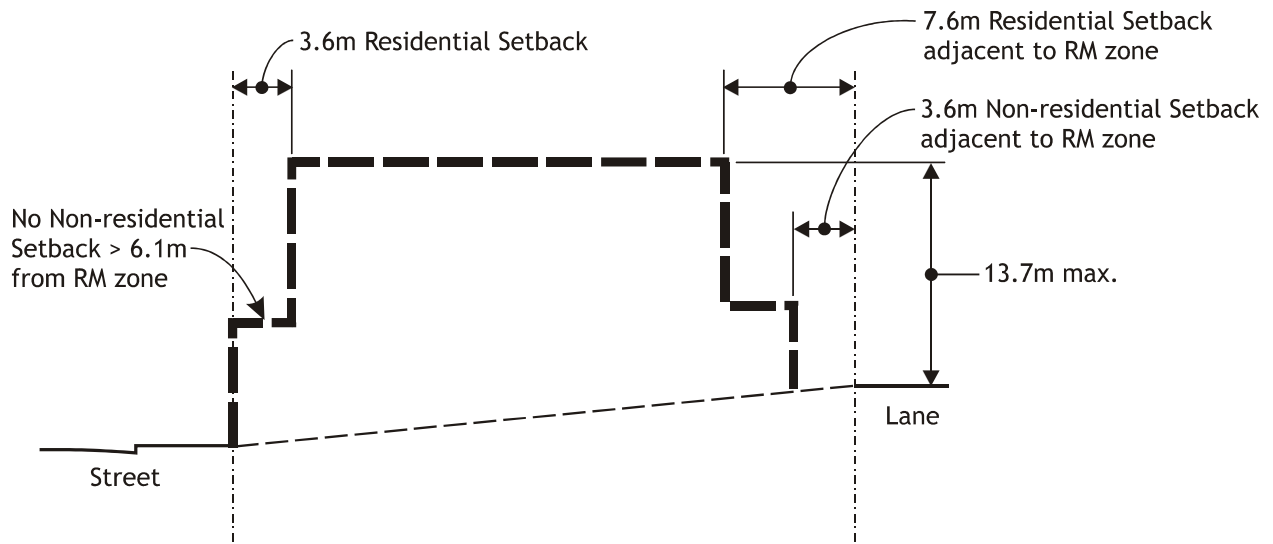 3.6m Residential Setback
7.6m Residential Setback
adjacent to RM zone
3.6m Non-residential Setback
adjacent to RM zone
No Non-residential
Setback > 6.1m
from RM zone
13.7m max.
Lane
Street